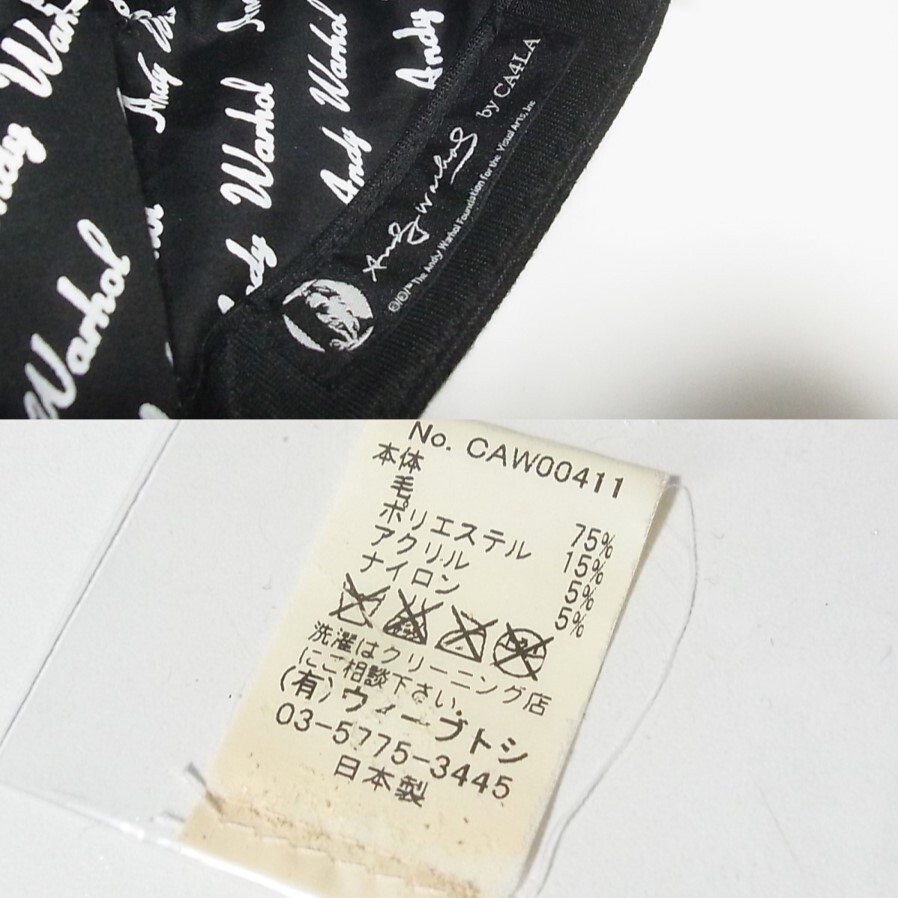 Andy Warhol
Andy Warhol
Andy Warhol
Andy Warhol
Andy
Warhol
Andy Warhol by CA4LA
©/®/™ The Andy Warhol Foundation for the Visual Arts, Inc
No. CAW00411
本体
毛 75%
ポリエステル 15%
アクリル 5%
ナイロン 5%
洗濯はクリーニング店
にご相談下さい。
(有)ウィーブトシ
03-5775-3445
日本製